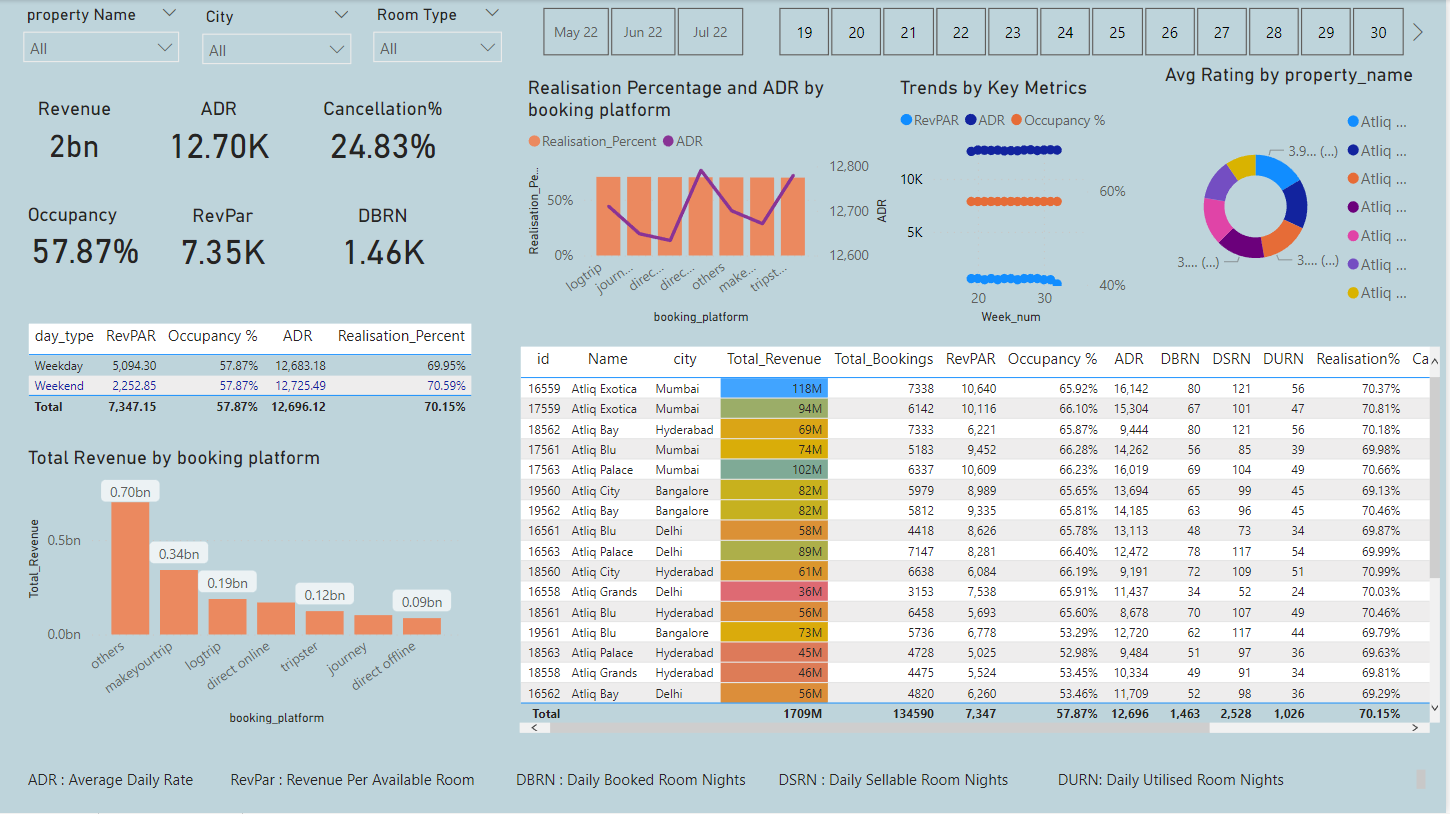 property Name
City
Room Type
All
All
All
May 22 Jun 22 Jul 22
19 20 21 22 23 24 25 26 27 28 29 30
Revenue ADR Cancellation%
2bn 12.70K 24.83%
Occupancy RevPar DBRN
57.87% 7.35K 1.46K
Realisation Percentage and ADR by
booking platform
Realisation_Percent ADR
Realisation_Pe...
50%
0%
12,800
12,700
12,600
ADR
logtrip
journ...
direc...
direc...
others
make...
tripst...
booking_platform
Trends by Key Metrics
RevPAR ADR Occupancy %
10K
5K
60%
40%
20 30
Week_num
Avg Rating by property_name
3.9... (...)
3.... (...)
3.... (...)
Atliq ...
Atliq ...
Atliq ...
Atliq ...
Atliq ...
Atliq ...
Atliq ...
day_type RevPAR Occupancy % ADR Realisation_Percent
Weekday 5,094.30 57.87% 12,683.18 69.95%
Weekend 2,252.85 57.87% 12,725.49 70.59%
Total 7,347.15 57.87% 12,696.12 70.15%
Total Revenue by booking platform
Total_Revenue
0.5bn
0.0bn
0.70bn
0.34bn
0.19bn
0.12bn
0.09bn
others
makeyourtrip
logtrip
direct online
tripster
journey
direct offline
booking_platform
id Name city Total_Revenue Total_Bookings RevPAR Occupancy % ADR DBRN DSRN DURN Realisation% Ca
16559 Atliq Exotica Mumbai 118M 7338 10,640 65.92% 16,142 80 121 56 70.37%
17559 Atliq Exotica Mumbai 94M 6142 10,116 66.10% 15,304 67 101 47 70.81%
18562 Atliq Bay Hyderabad 69M 7333 6,221 65.87% 9,444 80 121 56 70.18%
17561 Atliq Blu Mumbai 74M 5183 9,452 66.28% 14,262 56 85 39 69.98%
17563 Atliq Palace Mumbai 102M 6337 10,609 66.23% 16,019 69 104 49 70.66%
19560 Atliq City Bangalore 82M 5979 8,989 65.65% 13,694 65 99 45 69.13%
19562 Atliq Bay Bangalore 82M 5812 9,335 65.81% 14,185 63 96 45 70.46%
16561 Atliq Blu Delhi 58M 4418 8,626 65.78% 13,113 48 73 34 69.87%
16563 Atliq Palace Delhi 89M 7147 8,281 66.40% 12,472 78 117 54 69.99%
18560 Atliq City Hyderabad 61M 6638 6,084 66.19% 9,191 72 109 51 70.99%
16558 Atliq Grands Delhi 36M 3153 7,538 65.91% 11,437 34 52 24 70.03%
18561 Atliq Blu Hyderabad 56M 6458 5,693 65.60% 8,678 70 107 49 70.46%
19561 Atliq Blu Bangalore 73M 5736 6,778 53.29% 12,720 62 117 44 69.79%
18563 Atliq Palace Hyderabad 45M 4728 5,025 52.98% 9,484 51 97 36 69.63%
18558 Atliq Grands Hyderabad 46M 4475 5,524 53.45% 10,334 49 91 34 69.81%
16562 Atliq Bay Delhi 56M 4820 6,260 53.46% 11,709 52 98 36 69.29%
Total 1709M 134590 7,347 57.87% 12,696 1,463 2,528 1,026 70.15%
ADR : Average Daily Rate RevPar : Revenue Per Available Room DBRN : Daily Booked Room Nights DSRN : Daily Sellable Room Nights DURN: Daily Utilised Room Nights